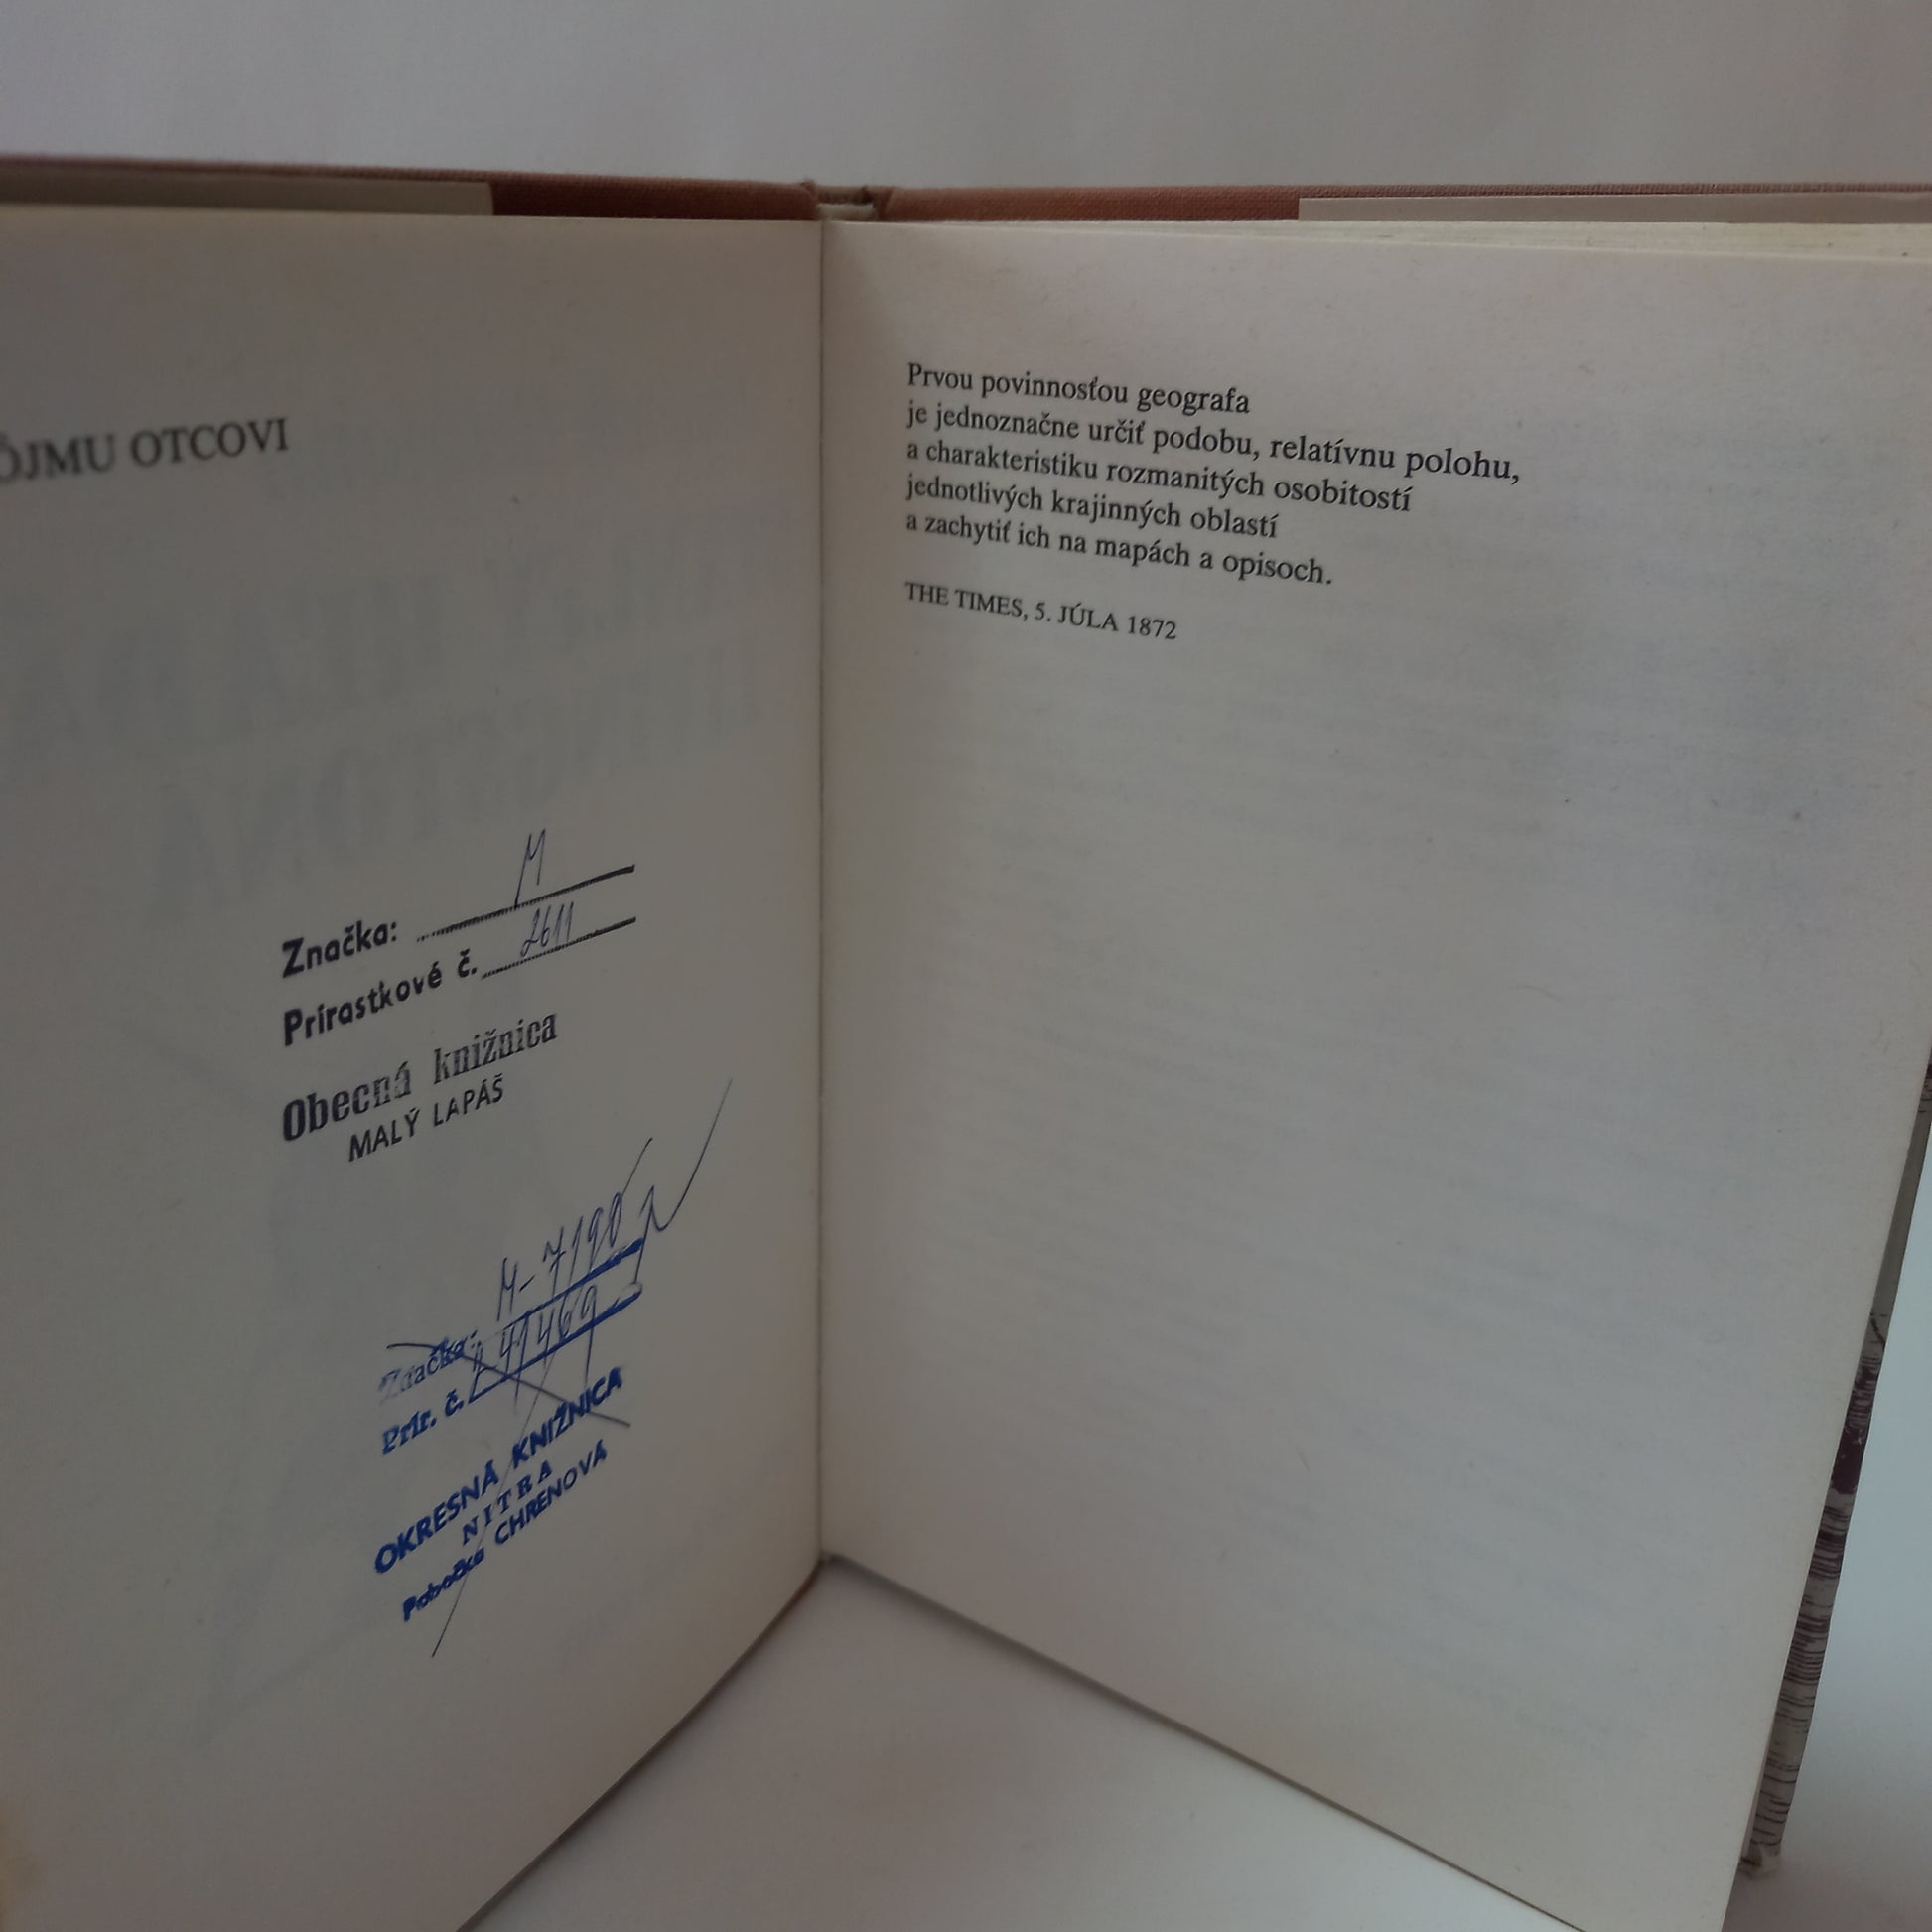 ÔJMU OTCOVI
Značka: M
Prírastkové č. 2611
Obecná knižnica
MALÝ LAPÁŠ
Značka: M-7190
Prír. č. 41469
OKRESNÁ KNIŽNICA
NITRA
Pobočka CHRENOVÁ
Prvou povinnosťou geografa
je jednoznačne určiť podobu, relatívnu polohu,
a charakteristiku rozmanitých osobitostí
jednotlivých krajinných oblastí
a zachytiť ich na mapách a opisoch.
THE TIMES, 5. JÚLA 1872